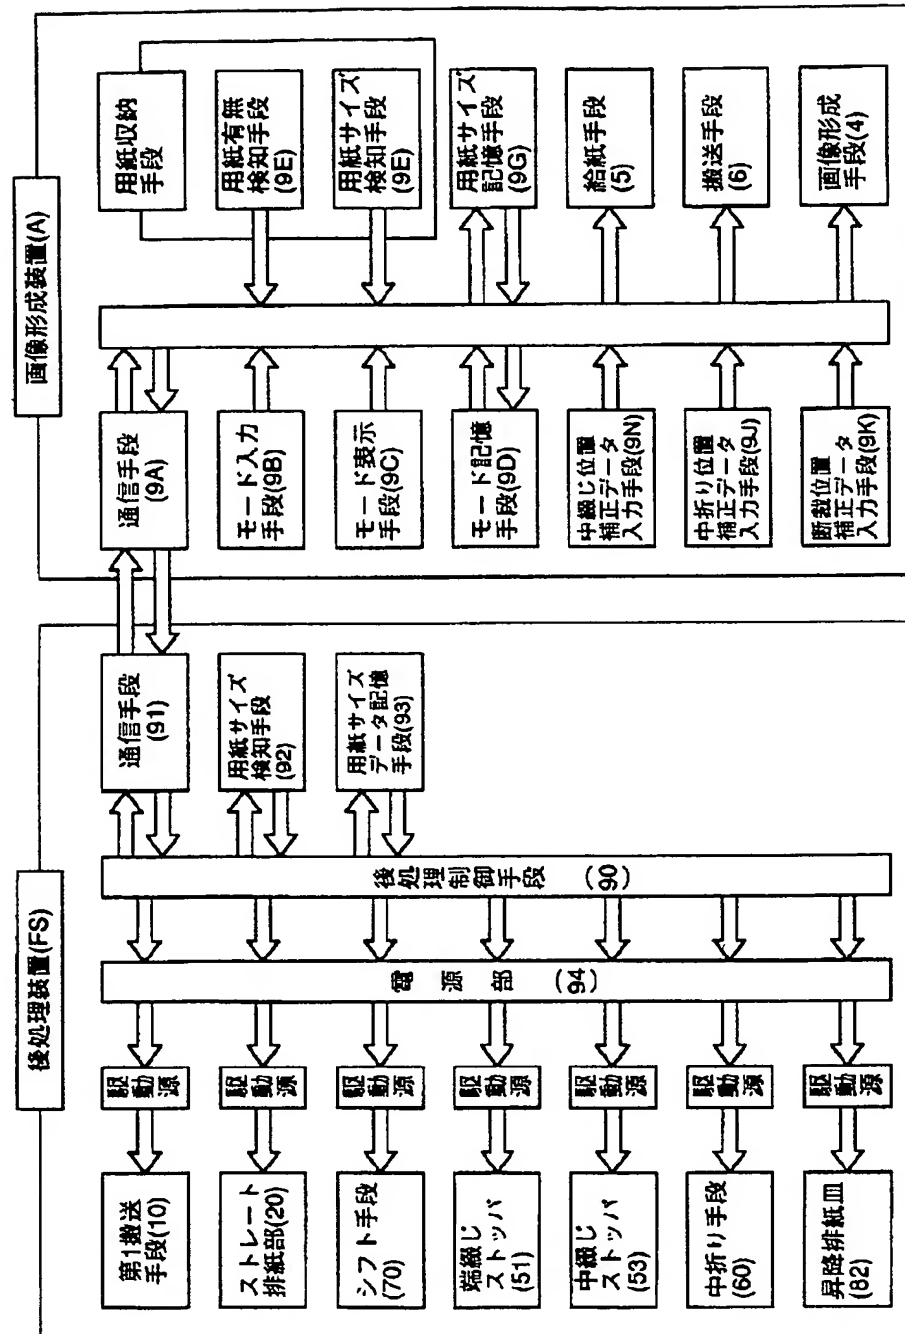 後処理装置(FS)
画像形成装置(A)
第1搬送
手段(10)
ストレート
排紙部(20)
シフト手段
(70)
端綴じ
ストッパ
(51)
中綴じ
ストッパ
(53)
中折り手段
(60)
昇降排紙皿
(82)
駆動源
駆動源
駆動源
駆動源
駆動源
駆動源
駆動源
電源部 (94)
後処理制御手段 (90)
通信手段
(91)
用紙サイズ
検知手段
(92)
用紙サイズ
データ記憶
手段(93)
通信手段
(9A)
モード入力
手段(9B)
モード表示
手段(9C)
モード記憶
手段(9D)
中綴じ位置
補正データ
入力手段(9N)
中折り位置
補正データ
入力手段(9J)
断裁位置
補正データ
入力手段(9K)
用紙収納
手段
用紙有無
検知手段
(9E)
用紙サイズ
検知手段
(9E)
用紙サイズ
記憶手段
(9G)
給紙手段
(5)
搬送手段
(6)
画像形成
手段(4)